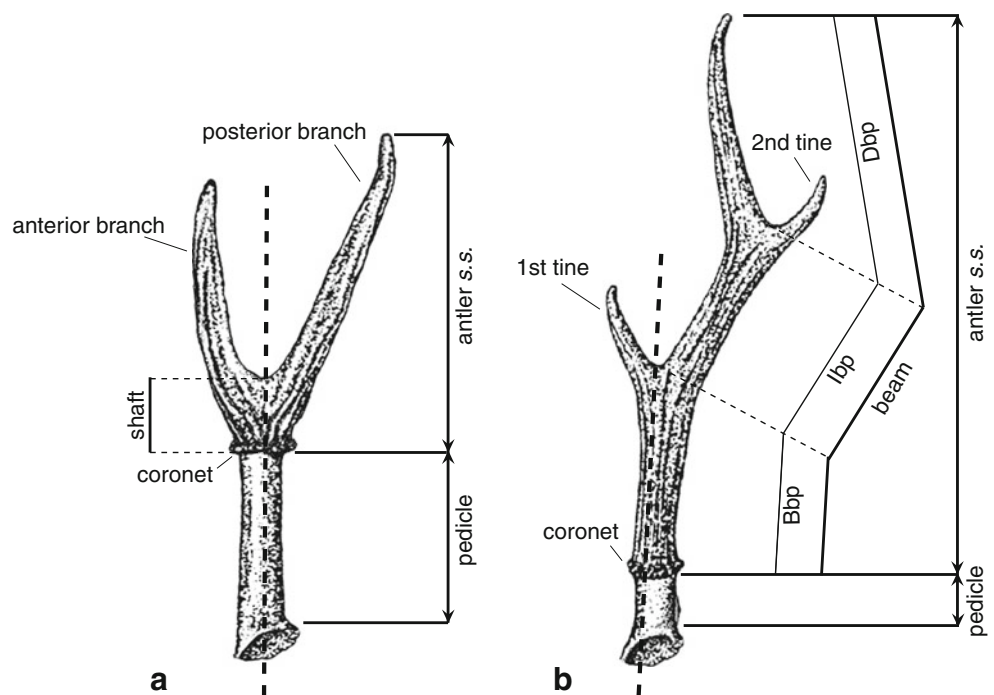 posterior branch
anterior branch
shaft
coronet
antler s.s.
pedicle
a
2nd tine
1st tine
coronet
Dbp
Ibp
Bbp
beam
antler s.s.
pedicle
b